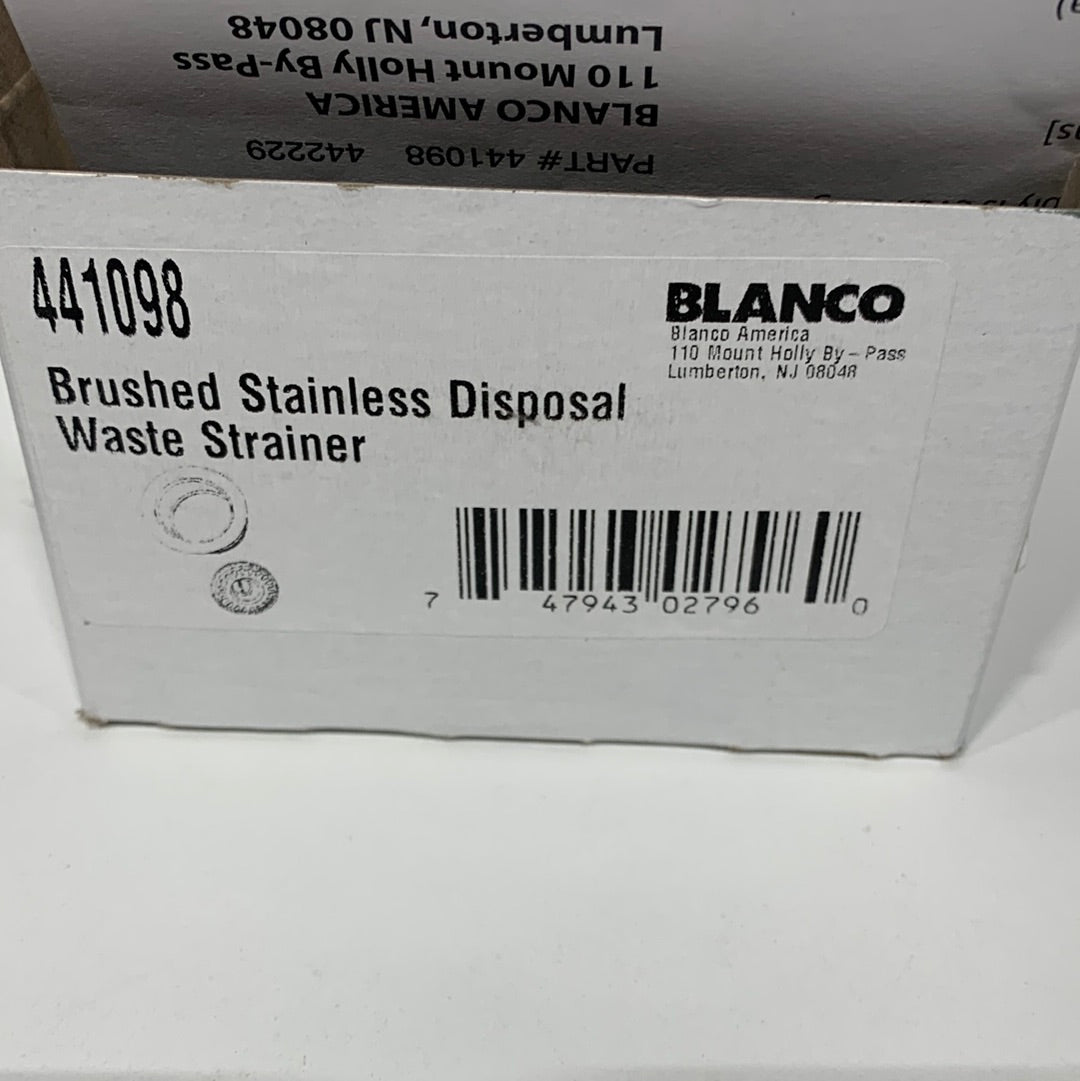 PART# 441098 442229
BLANCO AMERICA
110 Mount Holly By-Pass
Lumberton, NJ 08048
441098
BLANCO
Blanco America
110 Mount Holly By-Pass
Lumberton, NJ 08048
Brushed Stainless Disposal
Waste Strainer
7 47943 02796 0